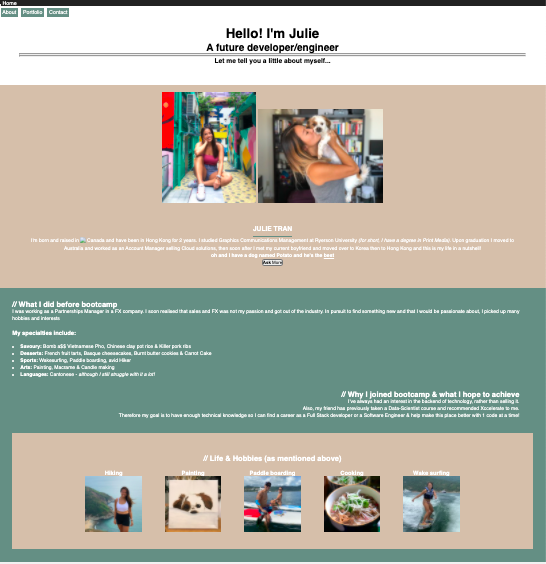 Home
About Portfolio Contact
Hello! I'm Julie
A future developer/engineer
Let me tell you a little about myself...
JULIE TRAN
I'm born and raised in Canada and have been in Hong Kong for 2 years. I studied Graphics Communications Management at Ryerson University (for short, I have a degree in Print Media). Upon graduation I moved to
Australia and worked as an Account Manager selling Cloud solutions, then soon after I met my current boyfriend and moved over to Korea then to Hong Kong and this is my life in a nutshell!
oh and I have a dog named Potato and he's the best
Ask More
// What I did before bootcamp
I was working as a Partnerships Manager in a FX company. I soon realised that sales and FX was not my passion and got out of the industry. In pursuit to find something new and that I would be passionate about, I picked up many
hobbies and interests
My specialties include:
Savoury: Bomb a$$ Vietnamese Pho, Chinese clay pot rice & Killer pork ribs
Desserts: French fruit tarts, Basque cheesecakes, Burnt butter cookies & Carrot Cake
Sports: Wakesurfing, Paddle boarding, avid Hiker
Arts: Painting, Macrame & Candle making
Languages: Cantonese - although I still struggle with it a lot!
// Why I joined bootcamp & what I hope to achieve
I've always had an interest in the backend of technology, rather than selling it.
Also, my friend has previously taken a Data-Scientist course and recommended Xccelerate to me.
Therefore my goal is to have enough technical knowledge so I can find a career as a Full Stack developer or a Software Engineer & help make this place better with 1 code at a time!
// Life & Hobbies (as mentioned above)
Hiking Painting Paddle boarding Cooking Wake surfing